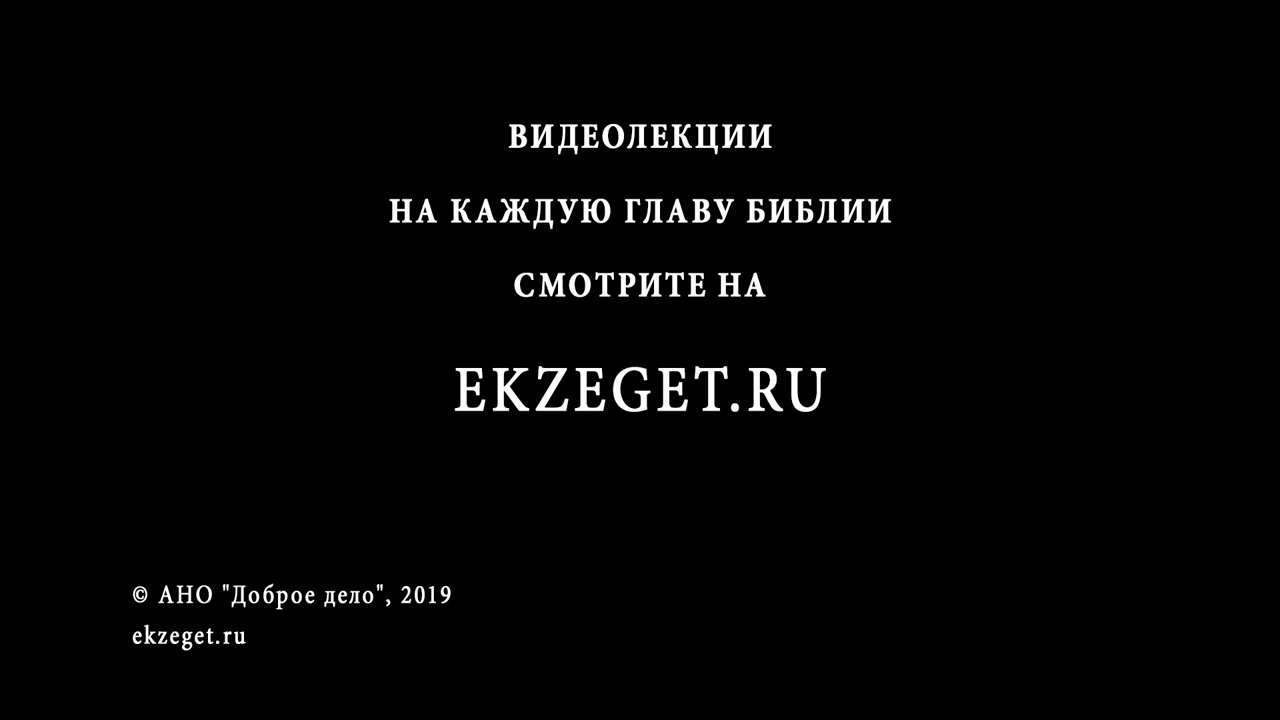 ВИДЕОЛЕКЦИИ
НА КАЖДУЮ ГЛАВУ БИБЛИИ
СМОТРИТЕ НА
EKZEGET.RU
© АНО "Доброе дело", 2019
ekzeget.ru